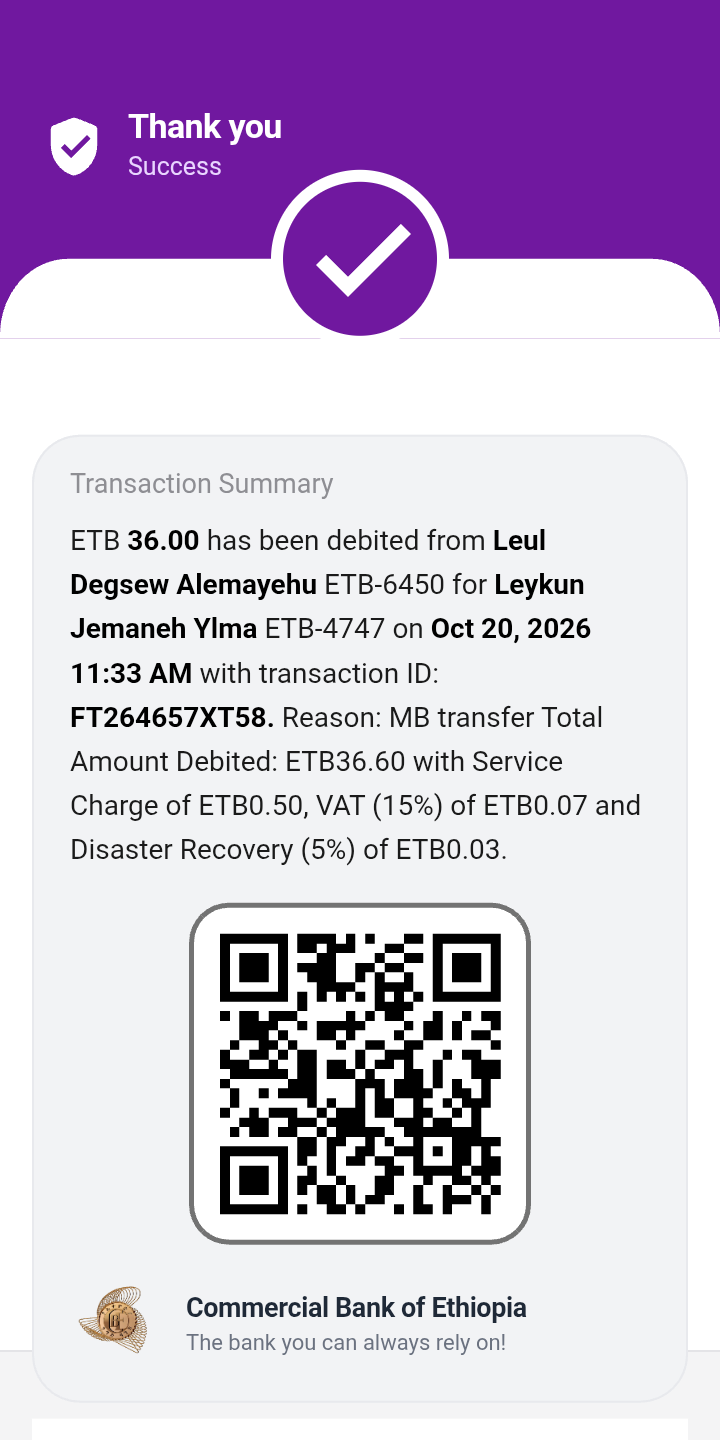 Thank you
Success
Transaction Summary
ETB 36.00 has been debited from Leul
Degsew Alemayehu ETB-6450 for Leykun
Jemaneh Ylma ETB-4747 on Oct 20, 2026
11:33 AM with transaction ID:
FT264657XT58. Reason: MB transfer Total
Amount Debited: ETB36.60 with Service
Charge of ETB0.50, VAT (15%) of ETB0.07 and
Disaster Recovery (5%) of ETB0.03.
Commercial Bank of Ethiopia
The bank you can always rely on!